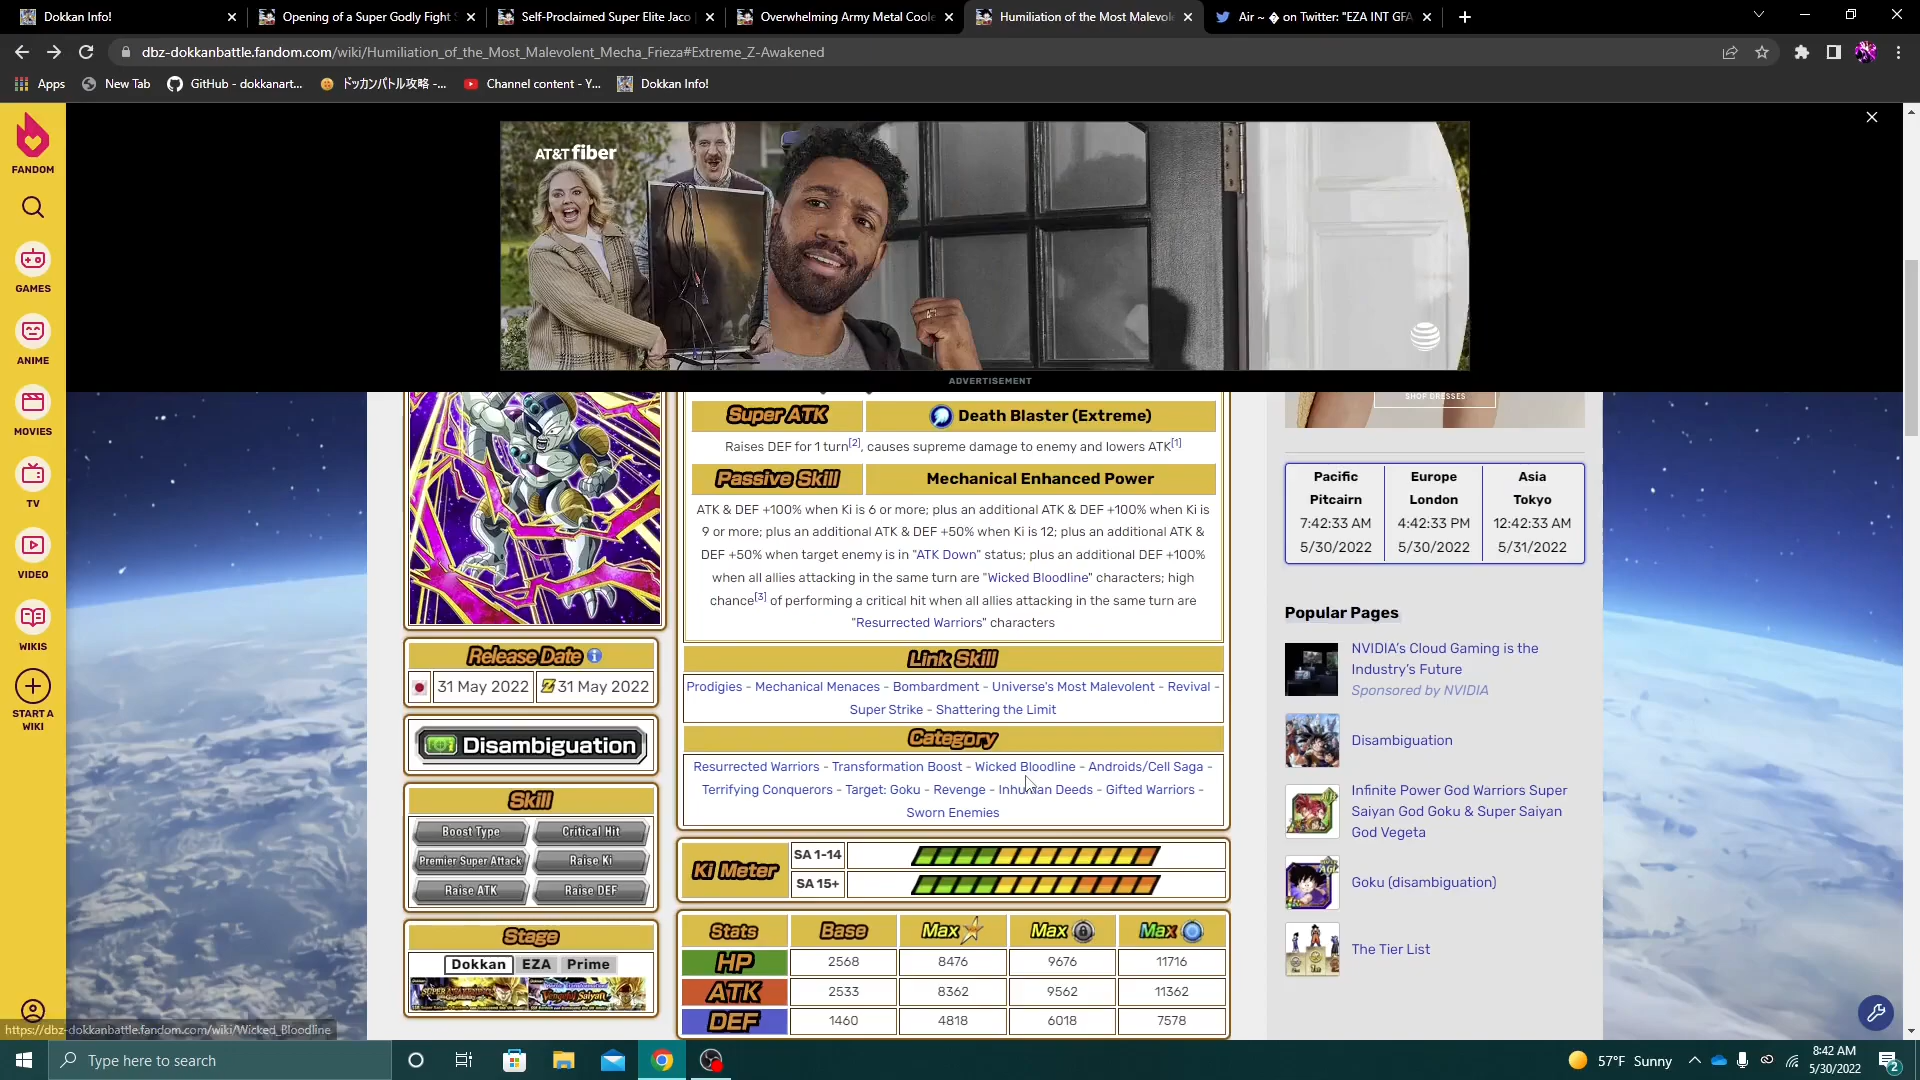 Dokkan Info!
Opening of a Super Godly Fight
Self-Proclaimed Super Elite Jaco
Overwhelming Army Metal Coole
Humiliation of the Most Malevole
Air ~ � on Twitter: "EZA INT GFA
dbz-dokkanbattle.fandom.com/wiki/Humiliation_of_the_Most_Malevolent_Mecha_Frieza#Extreme_Z-Awakened
Apps
New Tab
GitHub - dokkanart...
ドッカンバトル攻略 -...
Channel content - Y...
Dokkan Info!
FANDOM
GAMES
ANIME
MOVIES
TV
VIDEO
WIKIS
START A
WIKI
AT&T fiber
ADVERTISEMENT
SHOP DRESSES
Super ATK
Death Blaster (Extreme)
Raises DEF for 1 turn[2], causes supreme damage to enemy and lowers ATK[1]
Passive Skill
Mechanical Enhanced Power
ATK & DEF +100% when Ki is 6 or more; plus an additional ATK & DEF +100% when Ki is
9 or more; plus an additional ATK & DEF +50% when Ki is 12; plus an additional ATK &
DEF +50% when target enemy is in "ATK Down" status; plus an additional DEF +100%
when all allies attacking in the same turn are "Wicked Bloodline" characters; high
chance[3] of performing a critical hit when all allies attacking in the same turn are
"Resurrected Warriors" characters
Link Skill
Prodigies - Mechanical Menaces - Bombardment - Universe's Most Malevolent - Revival -
Super Strike - Shattering the Limit
Category
Resurrected Warriors - Transformation Boost - Wicked Bloodline - Androids/Cell Saga -
Terrifying Conquerors - Target: Goku - Revenge - Inhuman Deeds - Gifted Warriors -
Sworn Enemies
Release Date
31 May 2022
31 May 2022
Disambiguation
Skill
Boost Type
Critical Hit
Premier Super Attack
Raise Ki
Raise ATK
Raise DEF
Stage
Dokkan
EZA
Prime
Ki Meter
SA 1-14
SA 15+
Stats Base Max Max Max
HP 2568 8476 9676 11716
ATK 2533 8362 9562 11362
DEF 1460 4818 6018 7578
Pacific Europe Asia
Pitcairn London Tokyo
7:42:33 AM 4:42:33 PM 12:42:33 AM
5/30/2022 5/30/2022 5/31/2022
Popular Pages
NVIDIA's Cloud Gaming is the
Industry's Future
Sponsored by NVIDIA
Disambiguation
Infinite Power God Warriors Super
Saiyan God Goku & Super Saiyan
God Vegeta
Goku (disambiguation)
The Tier List
https://dbz-dokkanbattle.fandom.com/wiki/Wicked_Bloodline
Type here to search
57°F Sunny
8:42 AM
5/30/2022
2